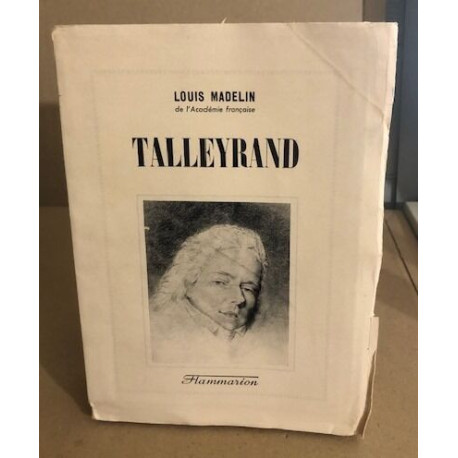 LOUIS MADELIN
de l'Académie française
TALLEYRAND
Flammarion